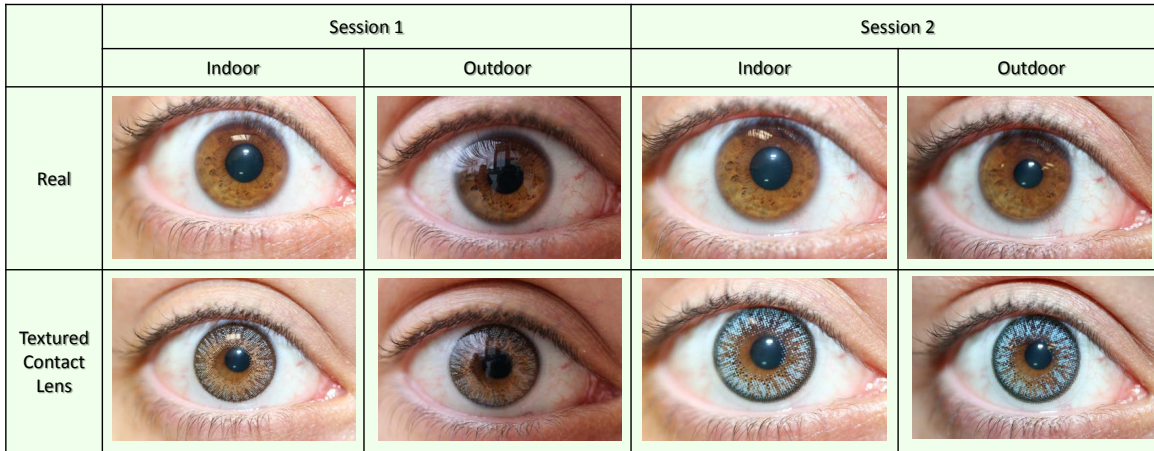 Session 1
Session 2
Indoor
Outdoor
Indoor
Outdoor
Real
Textured
Contact
Lens